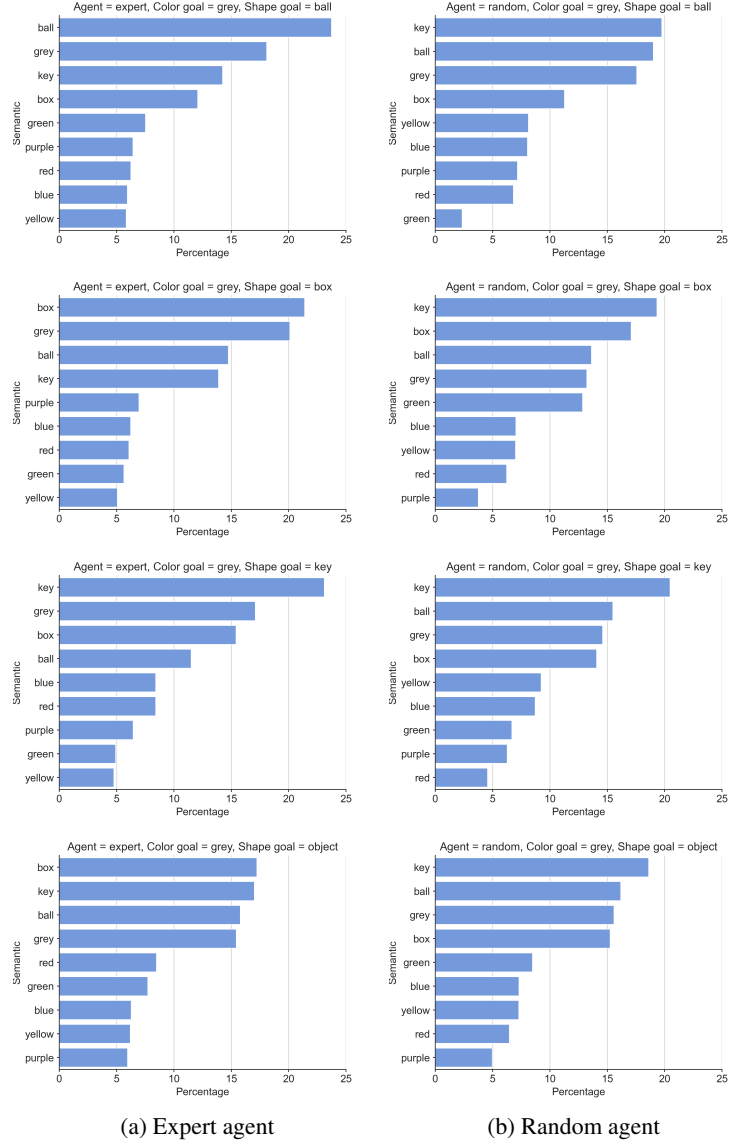 Agent = expert, Color goal = grey, Shape goal = ball
Semantic
ball
grey
key
box
green
purple
red
blue
yellow
0 5 10 15 20 25
Percentage
Agent = random, Color goal = grey, Shape goal = ball
Semantic
key
ball
grey
box
yellow
blue
purple
red
green
0 5 10 15 20 25
Percentage
Agent = expert, Color goal = grey, Shape goal = box
Semantic
box
grey
ball
key
purple
blue
red
green
yellow
0 5 10 15 20 25
Percentage
Agent = random, Color goal = grey, Shape goal = box
Semantic
key
box
ball
grey
green
blue
yellow
red
purple
0 5 10 15 20 25
Percentage
Agent = expert, Color goal = grey, Shape goal = key
Semantic
key
grey
box
ball
blue
red
purple
green
yellow
0 5 10 15 20 25
Percentage
Agent = random, Color goal = grey, Shape goal = key
Semantic
key
ball
grey
box
yellow
blue
green
purple
red
0 5 10 15 20 25
Percentage
Agent = expert, Color goal = grey, Shape goal = object
Semantic
box
key
ball
grey
red
green
blue
yellow
purple
0 5 10 15 20 25
Percentage
Agent = random, Color goal = grey, Shape goal = object
Semantic
key
ball
grey
box
green
blue
yellow
red
purple
0 5 10 15 20 25
Percentage
(a) Expert agent
(b) Random agent